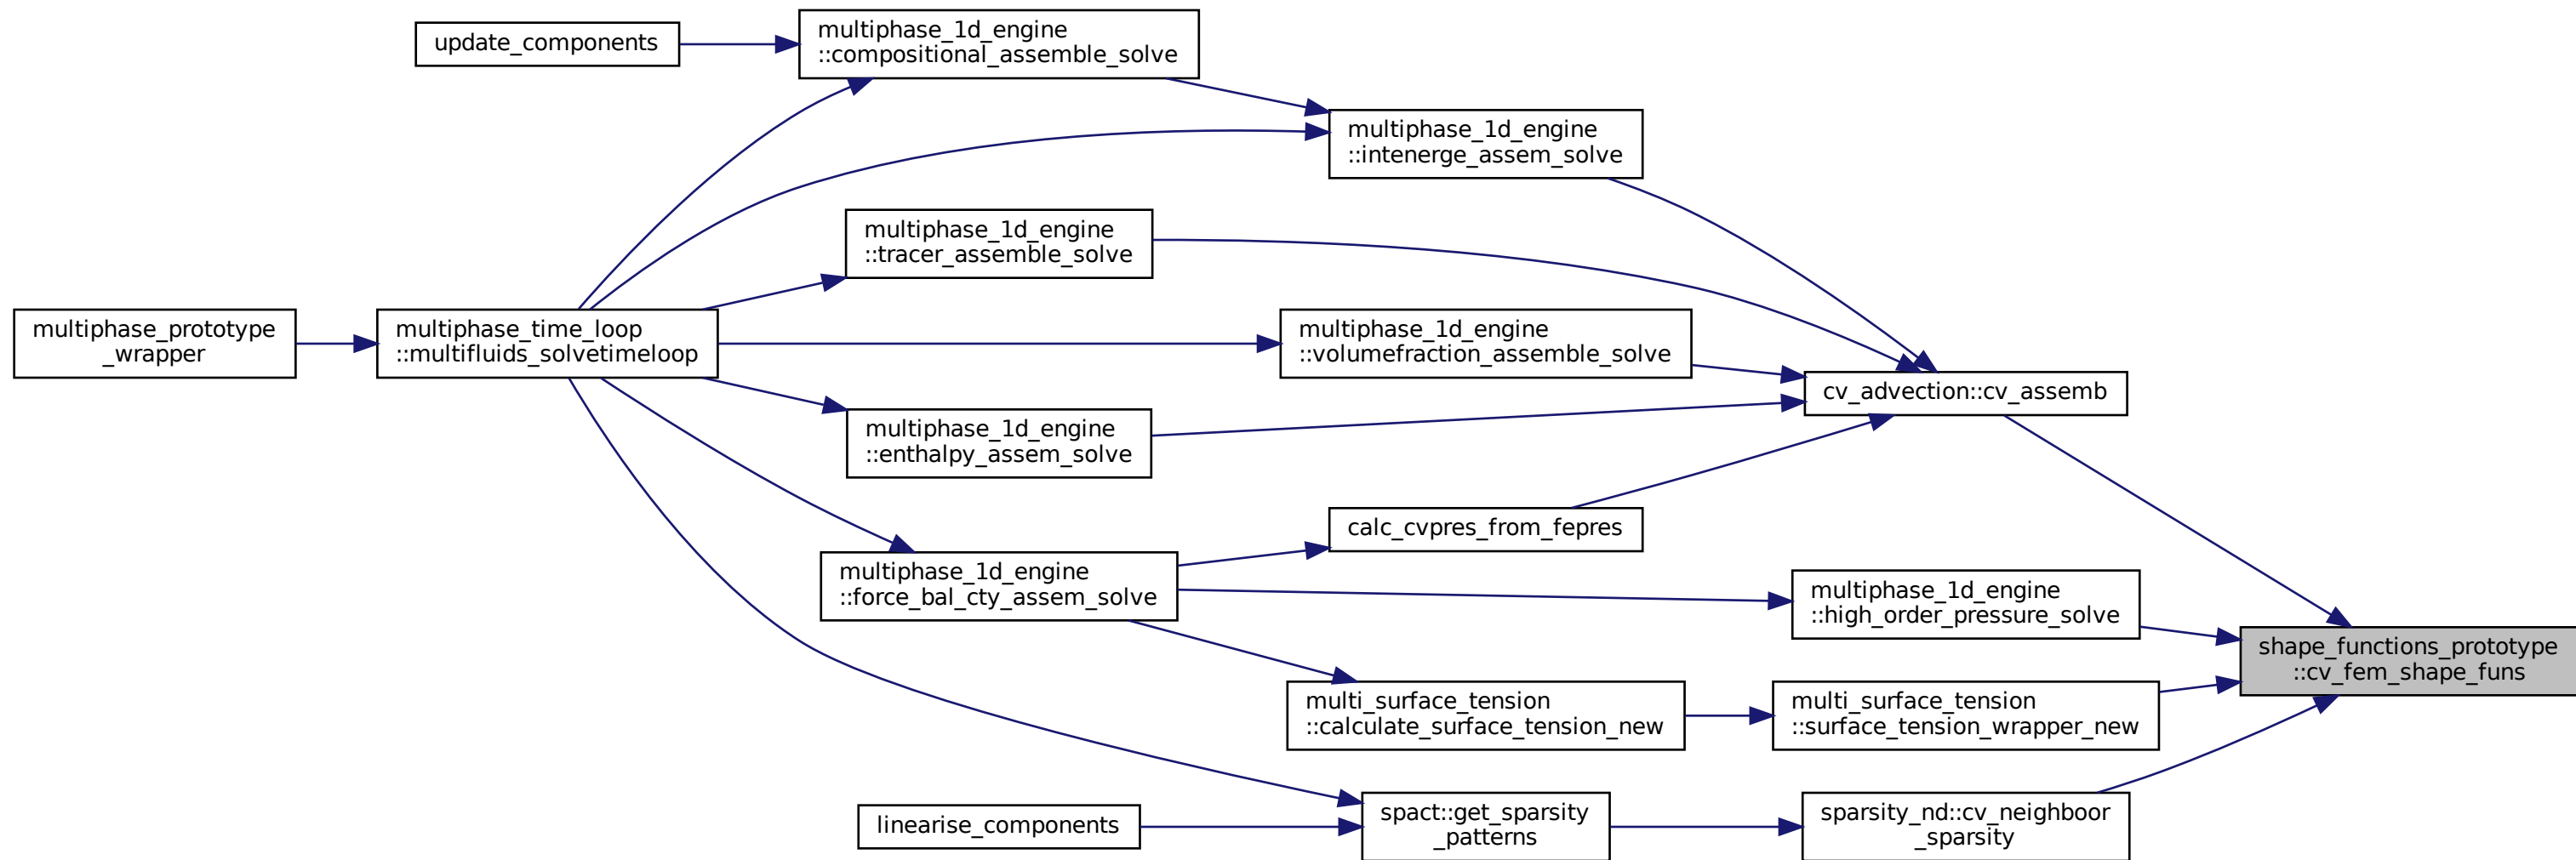 update_components
multiphase_1d_engine
::compositional_assemble_solve
multiphase_1d_engine
::intenerge_assem_solve
multiphase_1d_engine
::tracer_assemble_solve
multiphase_prototype
_wrapper
multiphase_time_loop
::multifluids_solvetimeloop
multiphase_1d_engine
::volumefraction_assemble_solve
cv_advection::cv_assemb
multiphase_1d_engine
::enthalpy_assem_solve
calc_cvpres_from_fepres
multiphase_1d_engine
::force_bal_cty_assem_solve
multiphase_1d_engine
::high_order_pressure_solve
shape_functions_prototype
::cv_fem_shape_funs
multi_surface_tension
::calculate_surface_tension_new
multi_surface_tension
::surface_tension_wrapper_new
linearise_components
spact::get_sparsity
_patterns
sparsity_nd::cv_neighboor
_sparsity